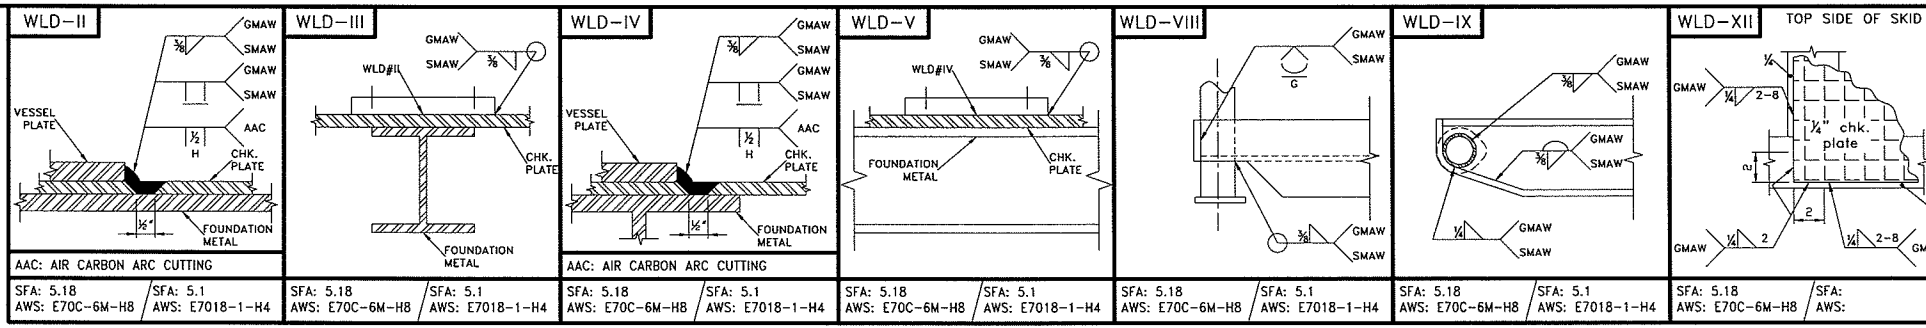 WLD-II
GMAW
3/8
SMAW
GMAW
SMAW
AAC
1/2
H
VESSEL
PLATE
CHK.
PLATE
1/2"
FOUNDATION
METAL
AAC: AIR CARBON ARC CUTTING
SFA: 5.18 / SFA: 5.1
AWS: E70C-6M-H8 / AWS: E7018-1-H4
WLD-III
GMAW
SMAW
3/8
WLD#II
CHK.
PLATE
FOUNDATION
METAL
SFA: 5.18 / SFA: 5.1
AWS: E70C-6M-H8 / AWS: E7018-1-H4
WLD-IV
GMAW
3/8
SMAW
GMAW
SMAW
AAC
1/2
H
VESSEL
PLATE
CHK.
PLATE
1/2"
FOUNDATION
METAL
AAC: AIR CARBON ARC CUTTING
SFA: 5.18 / SFA: 5.1
AWS: E70C-6M-H8 / AWS: E7018-1-H4
WLD-V
GMAW
SMAW
3/8
WLD#IV
FOUNDATION
METAL
CHK.
PLATE
SFA: 5.18 / SFA: 5.1
AWS: E70C-6M-H8 / AWS: E7018-1-H4
WLD-VIII
GMAW
SMAW
G
3/8
GMAW
SMAW
SFA: 5.18 / SFA: 5.1
AWS: E70C-6M-H8 / AWS: E7018-1-H4
WLD-IX
GMAW
3/8
SMAW
GMAW
3/8
SMAW
1/4
GMAW
SMAW
SFA: 5.18 / SFA: 5.1
AWS: E70C-6M-H8 / AWS: E7018-1-H4
WLD-XII
TOP SIDE OF SKID
1/4
GMAW
1/4 2-8
1/4" chk.
plate
2
2
GMAW 1/4 2
1/4 2-8
SFA: 5.18 / SFA:
AWS: E70C-6M-H8 / AWS: